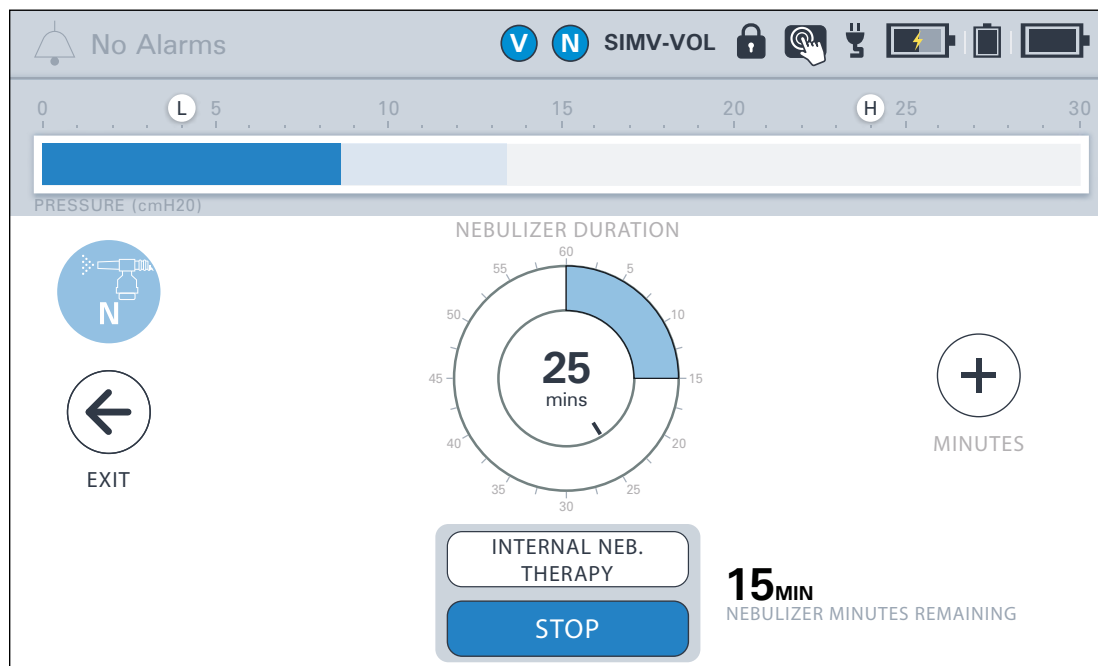 No Alarms
V N SIMV-VOL
0 L 5 10 15 20 H 25 30
PRESSURE (cmH20)
NEBULIZER DURATION
60
55 5
50 10
45 15
40 20
35 25
30
25
mins
N
EXIT
MINUTES
INTERNAL NEB.
THERAPY
STOP
15MIN
NEBULIZER MINUTES REMAINING